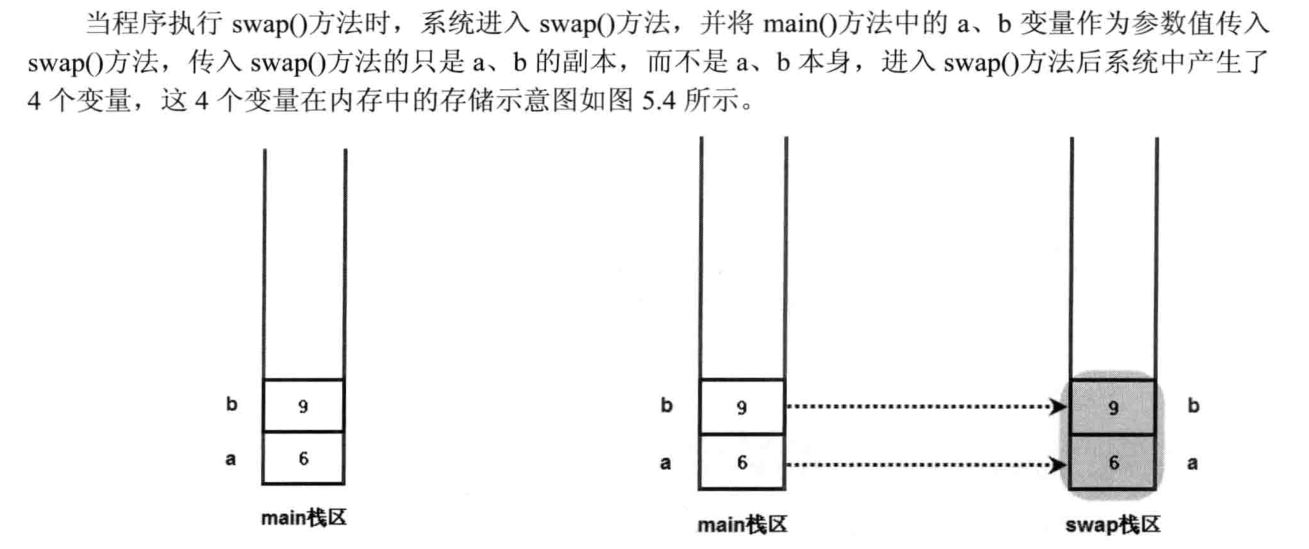 当程序执行 swap()方法时，系统进入 swap()方法，并将 main()方法中的 a、b 变量作为参数值传入
swap()方法，传入 swap()方法的只是 a、b 的副本，而不是 a、b 本身，进入 swap()方法后系统中产生了
4 个变量，这 4 个变量在内存中的存储示意图如图 5.4 所示。
b 9
a 6
main栈区
b 9
a 6
main栈区
9 b
6 a
swap栈区